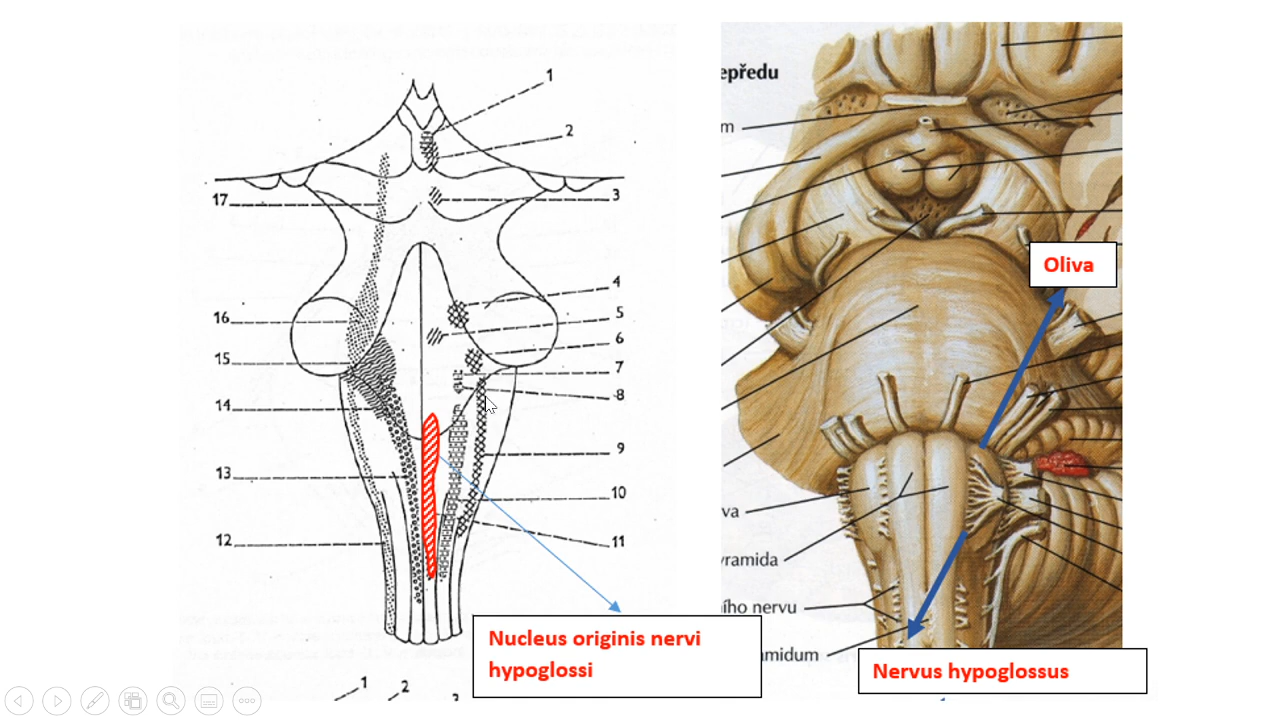 1
2
17
3
4
16
5
6
15
7
8
14
9
13
10
12
11
1
2
Nucleus originis nervi
hypoglossi
epředu
m
Oliva
va
yramida
ího nervu
amidum
Nervus hypoglossus